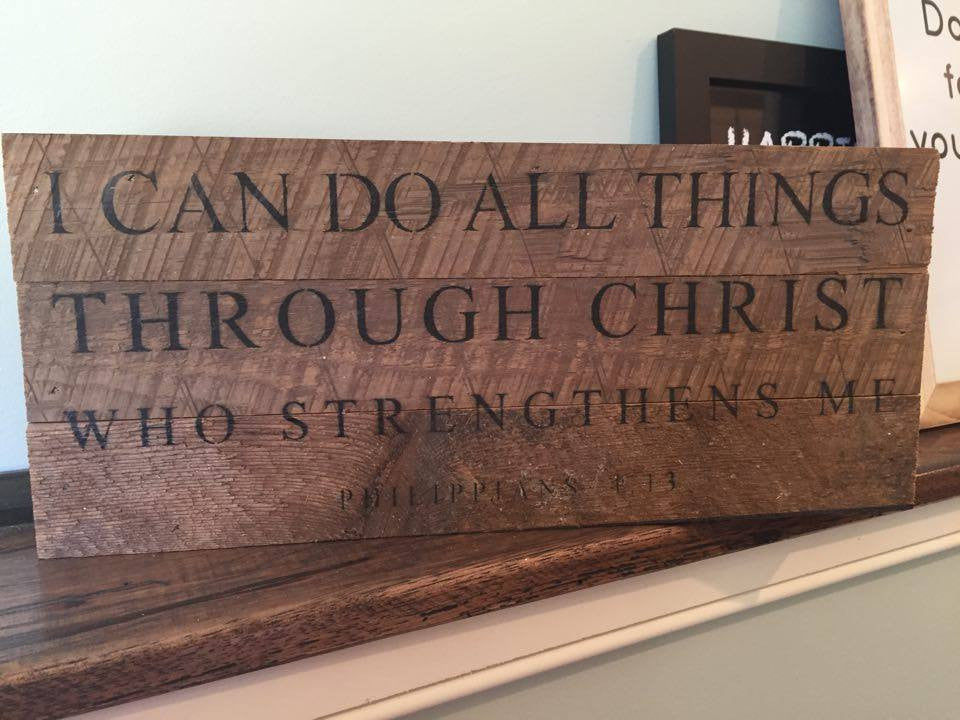 I CAN DO ALL THINGS
THROUGH CHRIST
WHO STRENGTHENS ME
PHILIPPIANS 4:13